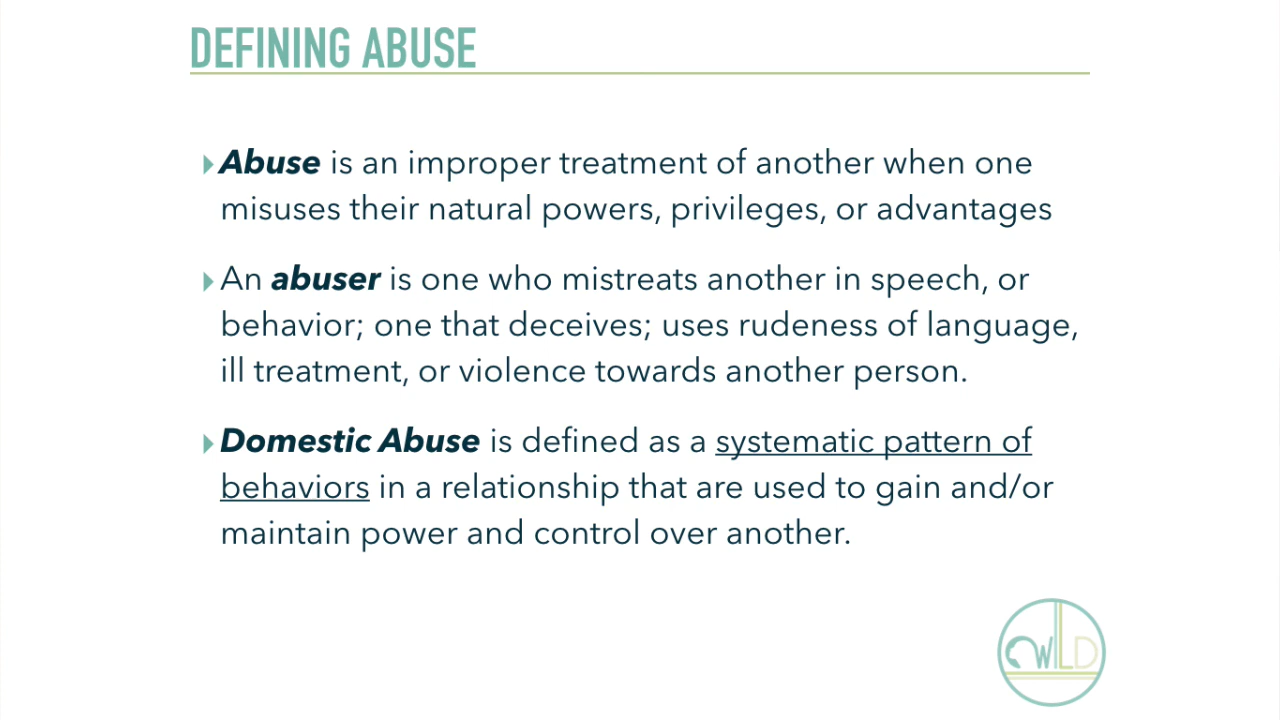 DEFINING ABUSE
Abuse is an improper treatment of another when one
misuses their natural powers, privileges, or advantages
An abuser is one who mistreats another in speech, or
behavior; one that deceives; uses rudeness of language,
ill treatment, or violence towards another person.
Domestic Abuse is defined as a systematic pattern of
behaviors in a relationship that are used to gain and/or
maintain power and control over another.
WILD